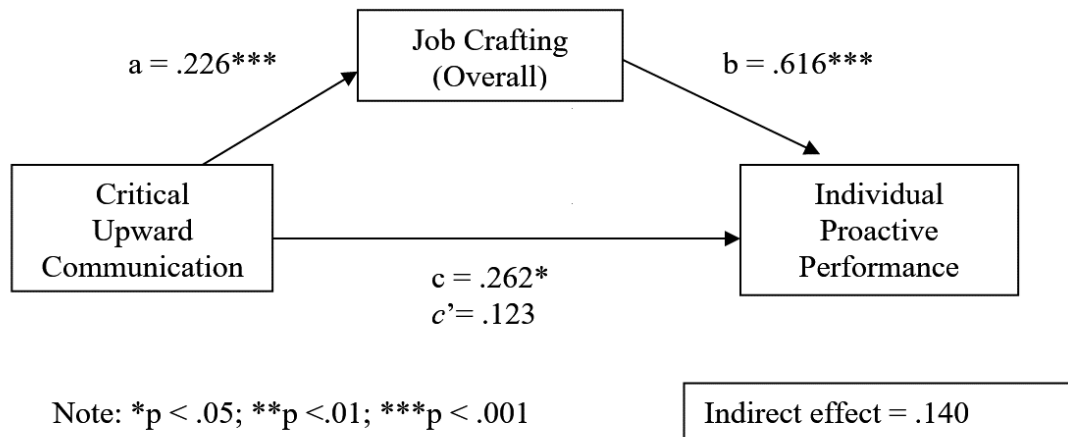 Job Crafting
(Overall)
a = .226***
b = .616***
Critical
Upward
Communication
Individual
Proactive
Performance
c = .262*
c’= .123
Note: *p < .05; **p <.01; ***p < .001
Indirect effect = .140